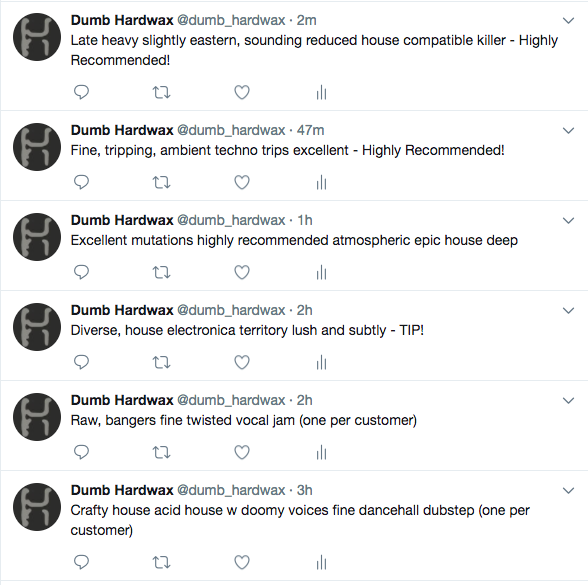 Dumb Hardwax @dumb_hardwax · 2m
Late heavy slightly eastern, sounding reduced house compatible killer - Highly
Recommended!
Dumb Hardwax @dumb_hardwax · 47m
Fine, tripping, ambient techno trips excellent - Highly Recommended!
Dumb Hardwax @dumb_hardwax · 1h
Excellent mutations highly recommended atmospheric epic house deep
Dumb Hardwax @dumb_hardwax · 2h
Diverse, house electronica territory lush and subtly - TIP!
Dumb Hardwax @dumb_hardwax · 2h
Raw, bangers fine twisted vocal jam (one per customer)
Dumb Hardwax @dumb_hardwax · 3h
Crafty house acid house w doomy voices fine dancehall dubstep (one per
customer)